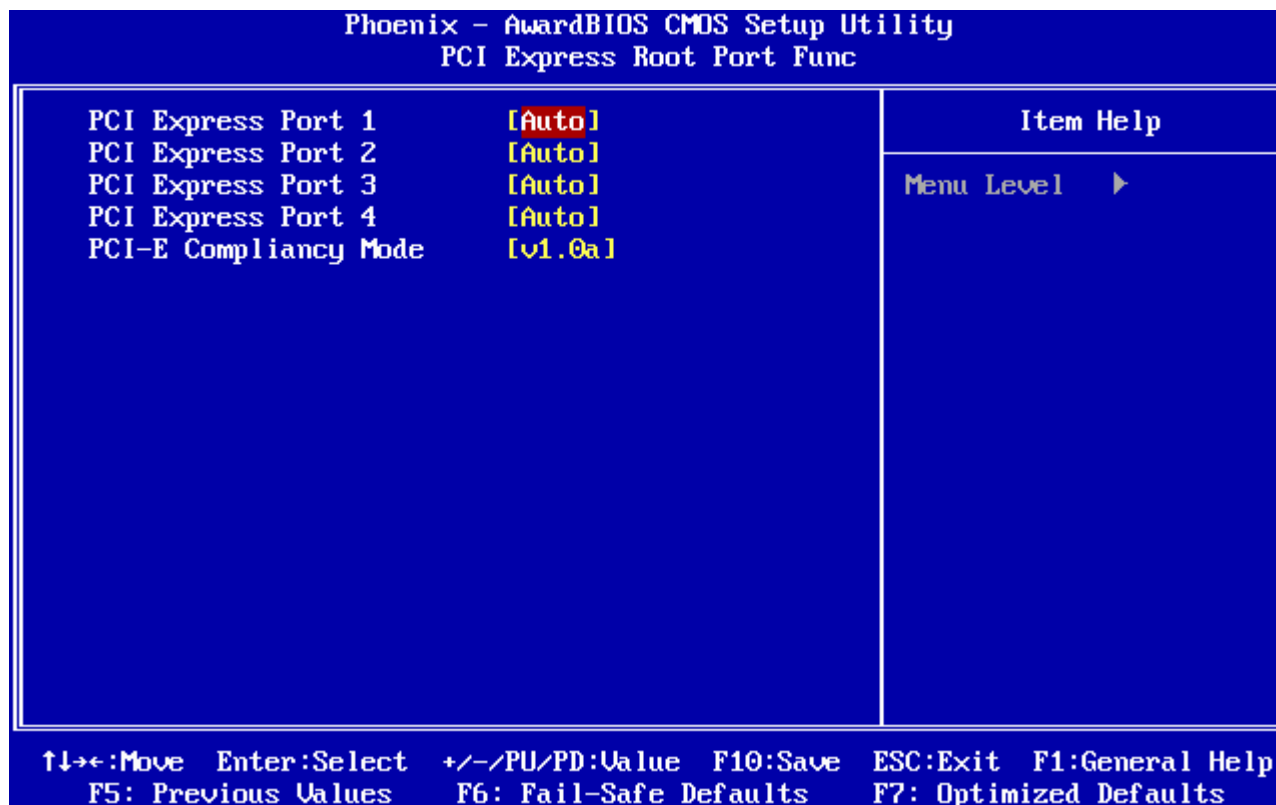 Phoenix - AwardBIOS CMOS Setup Utility
PCI Express Root Port Func
PCI Express Port 1 [Auto]
PCI Express Port 2 [Auto]
PCI Express Port 3 [Auto]
PCI Express Port 4 [Auto]
PCI-E Compliancy Mode [v1.0a]
Item Help
Menu Level ►
↑↓→←:Move Enter:Select +/-/PU/PD:Value F10:Save ESC:Exit F1:General Help
F5: Previous Values F6: Fail-Safe Defaults F7: Optimized Defaults